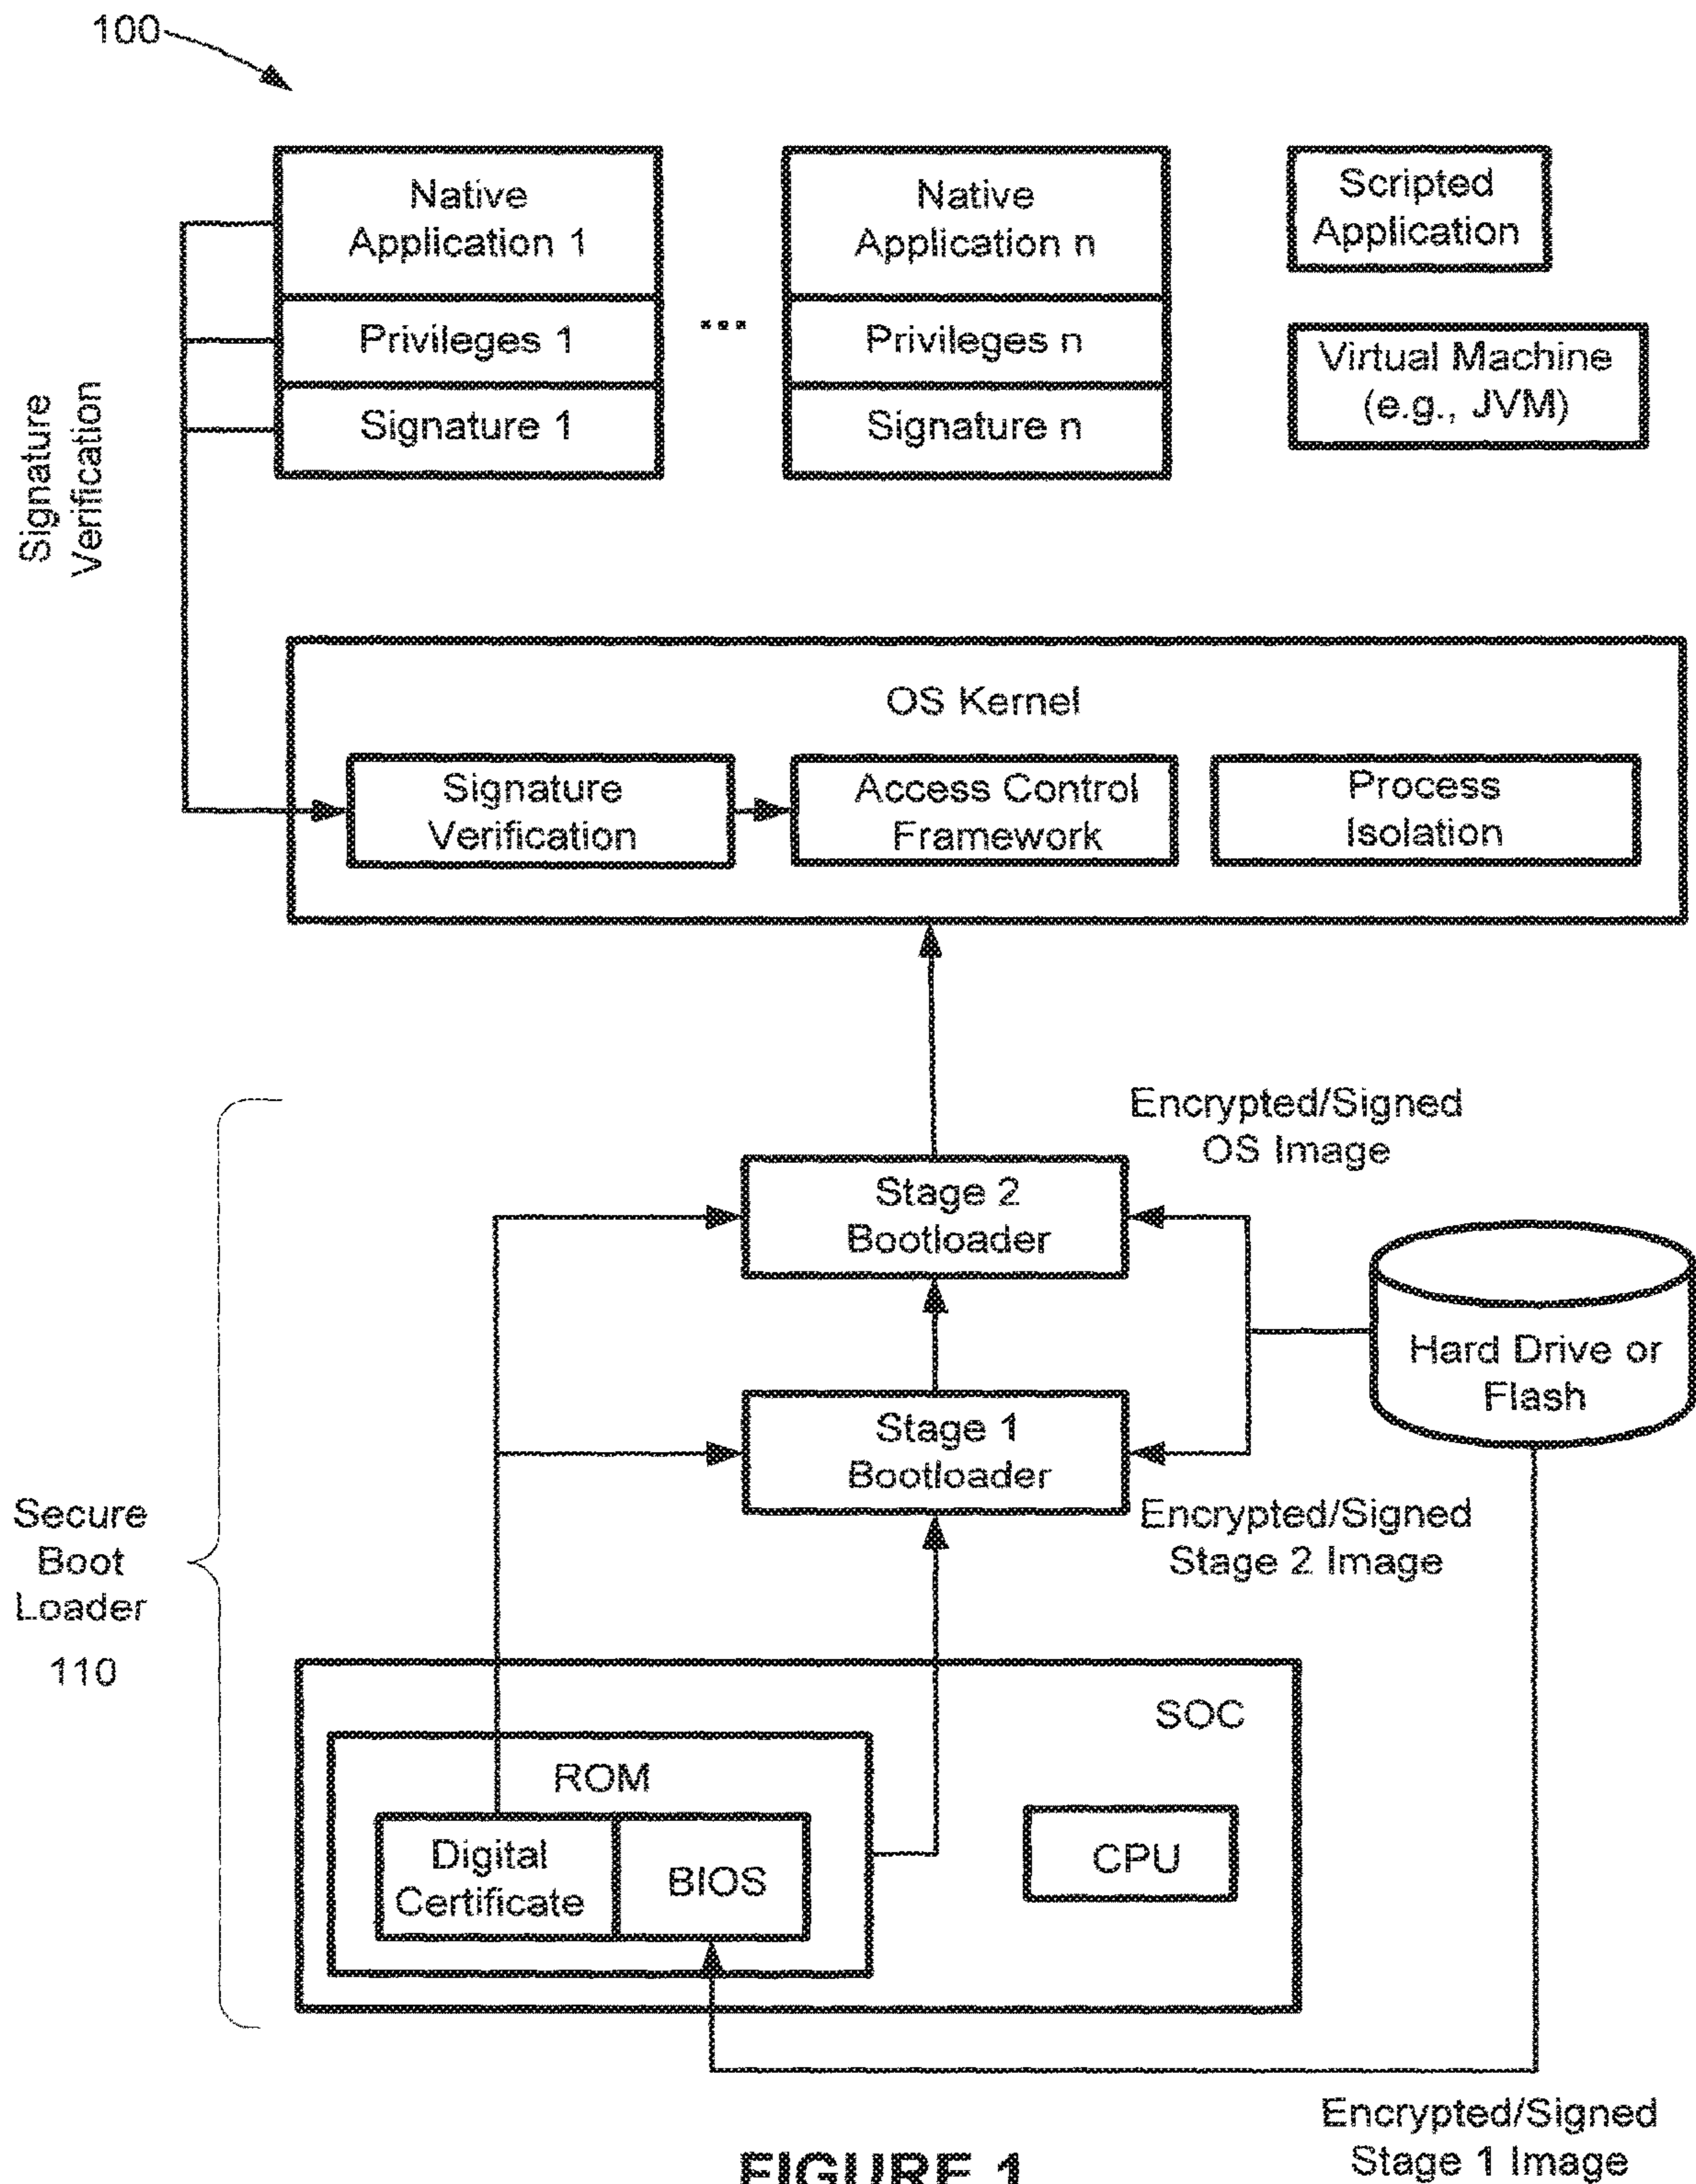 100
Native
Application 1
Privileges 1
Signature 1
...
Native
Application n
Privileges n
Signature n
Scripted
Application
Virtual Machine
(e.g., JVM)
Signature
Verification
OS Kernel
Signature
Verification
Access Control
Framework
Process
Isolation
Encrypted/Signed
OS Image
Stage 2
Bootloader
Hard Drive or
Flash
Stage 1
Bootloader
Encrypted/Signed
Stage 2 Image
Secure
Boot
Loader
110
SOC
ROM
Digital
Certificate
BIOS
CPU
Encrypted/Signed
Stage 1 Image
FIGURE 1